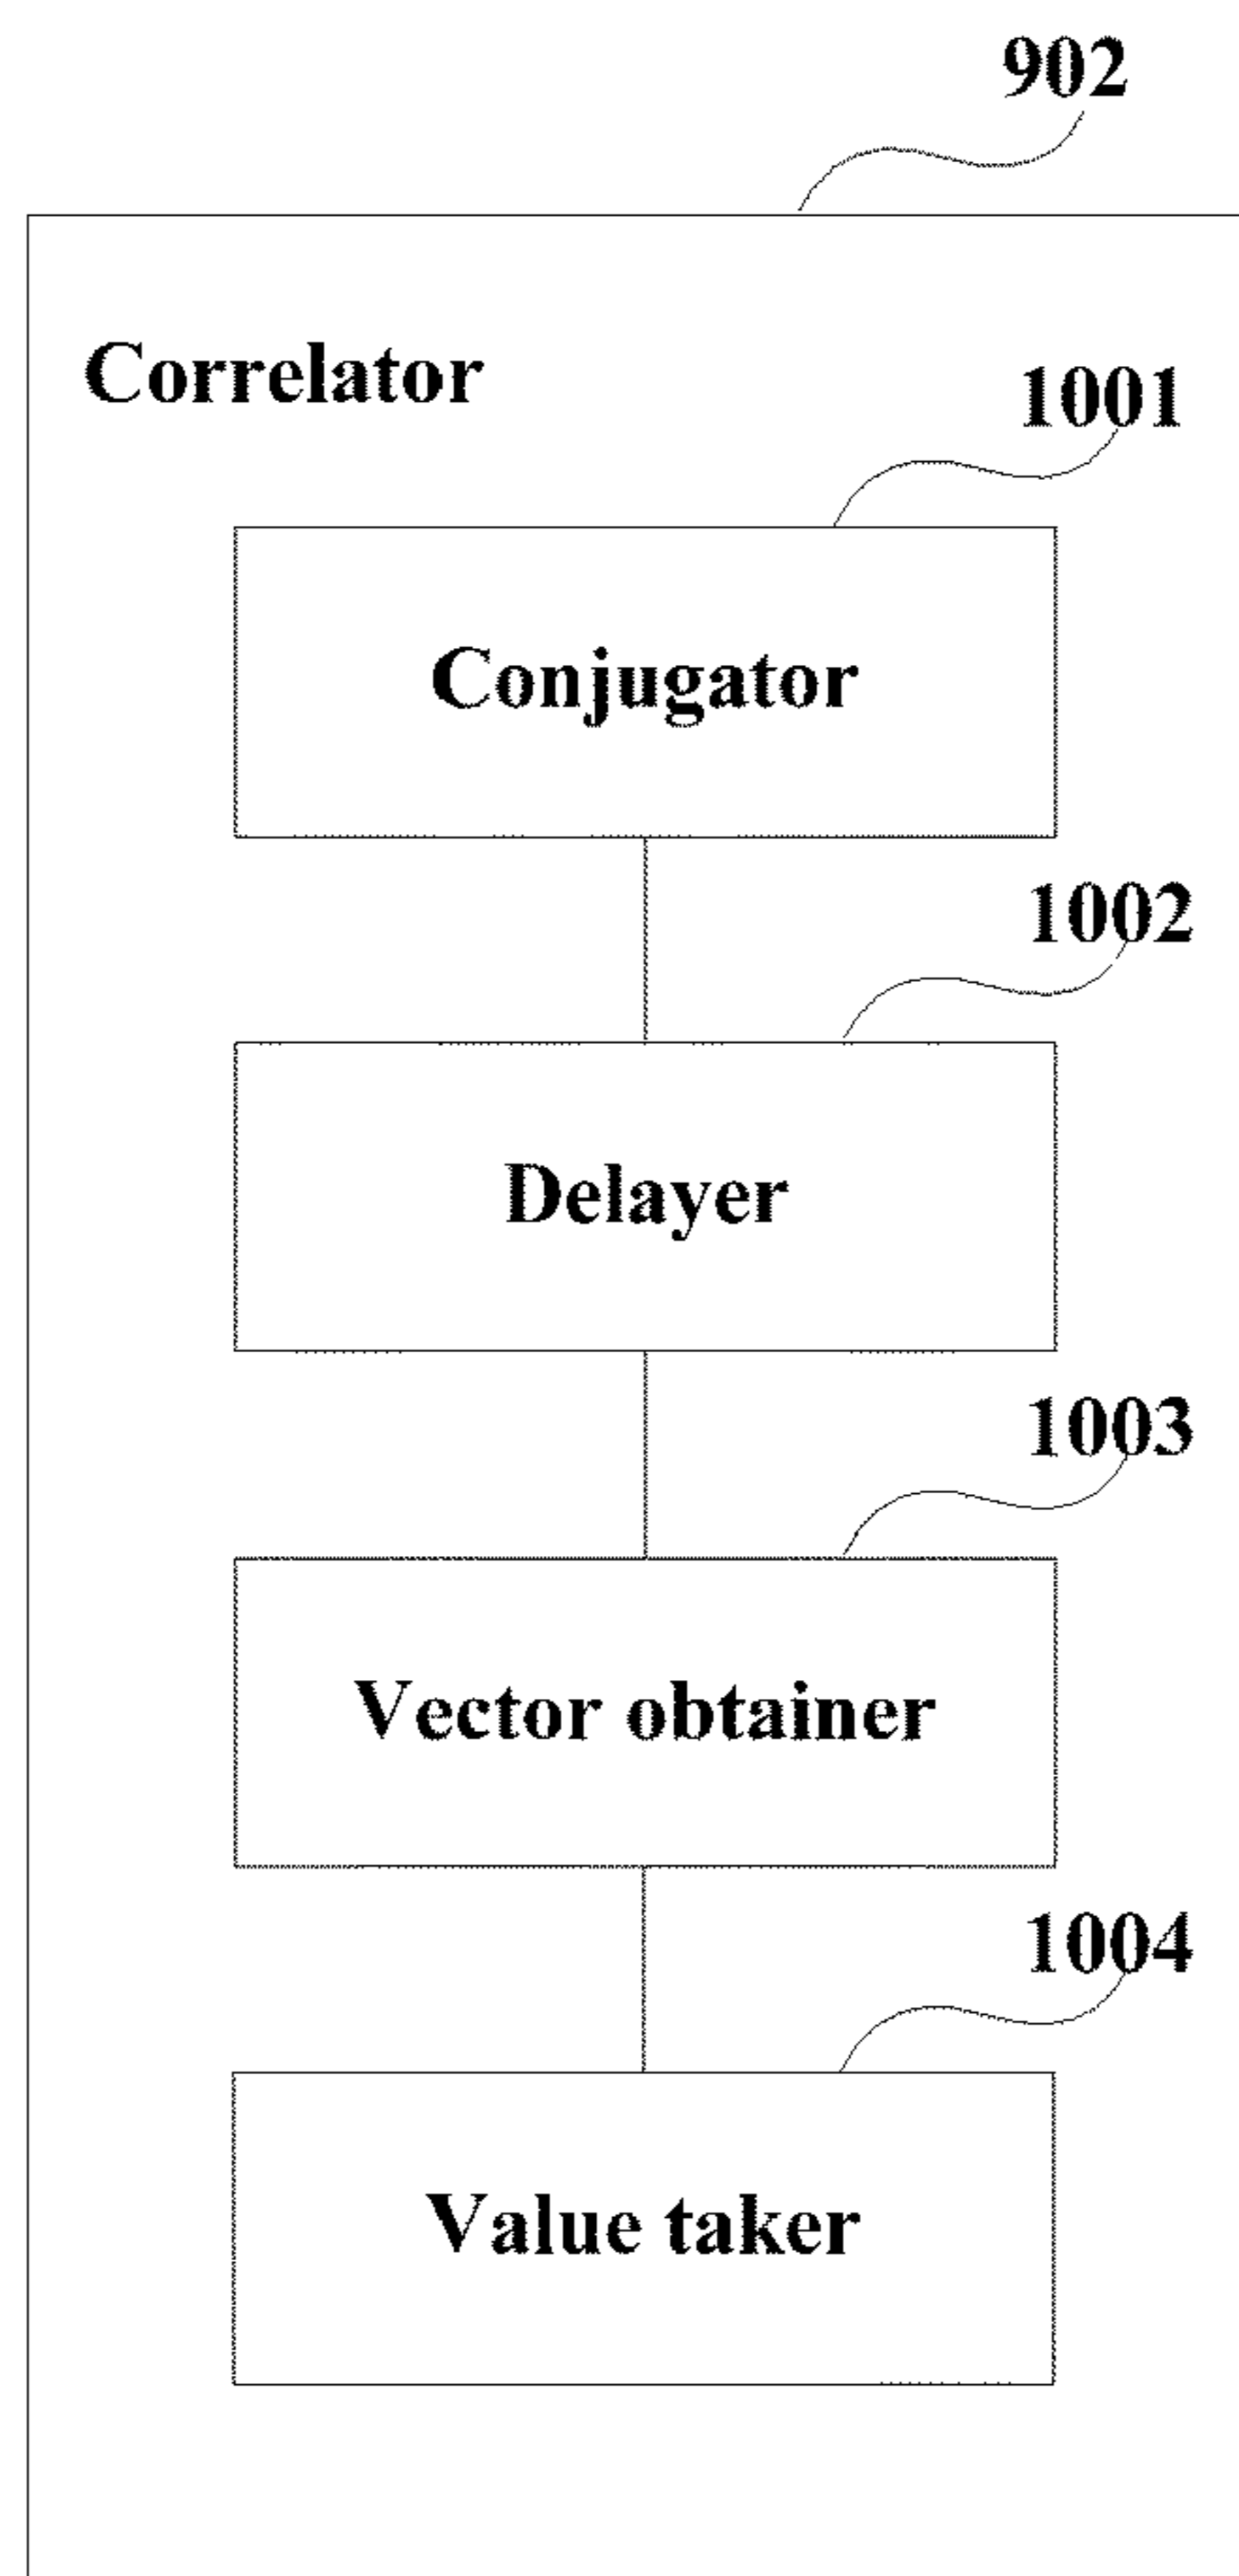 902
Correlator
1001
Conjugator
1002
Delayer
1003
Vector obtainer
1004
Value taker